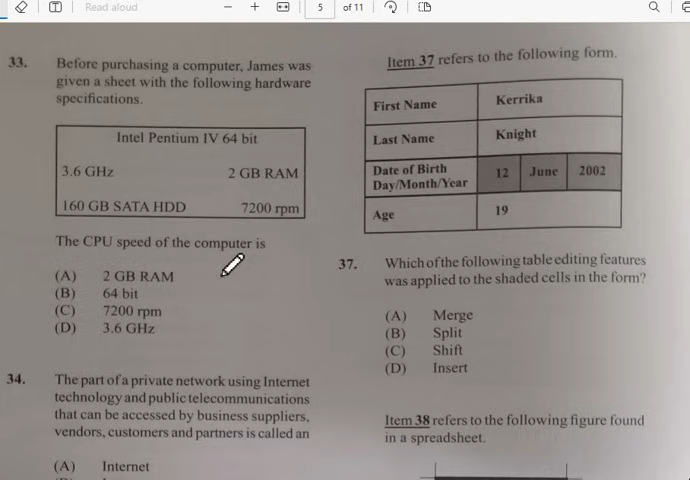 Read aloud
5
of 11
33. Before purchasing a computer, James was
given a sheet with the following hardware
specifications.
Intel Pentium IV 64 bit
3.6 GHz 2 GB RAM
160 GB SATA HDD 7200 rpm
The CPU speed of the computer is
(A) 2 GB RAM
(B) 64 bit
(C) 7200 rpm
(D) 3.6 GHz
34. The part of a private network using Internet
technology and public telecommunications
that can be accessed by business suppliers,
vendors, customers and partners is called an
(A) Internet
Item 37 refers to the following form.
First Name Kerrika
Last Name Knight
Date of Birth
Day/Month/Year 12 June 2002
Age 19
37. Which of the following table editing features
was applied to the shaded cells in the form?
(A) Merge
(B) Split
(C) Shift
(D) Insert
Item 38 refers to the following figure found
in a spreadsheet.